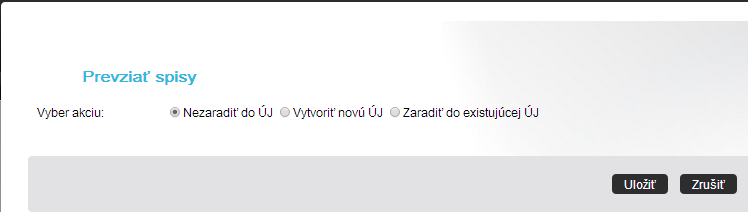 Prevziať spisy
Vyber akciu: Nezaradiť do ÚJ Vytvoriť novú ÚJ Zaradiť do existujúcej ÚJ
Uložiť Zrušiť